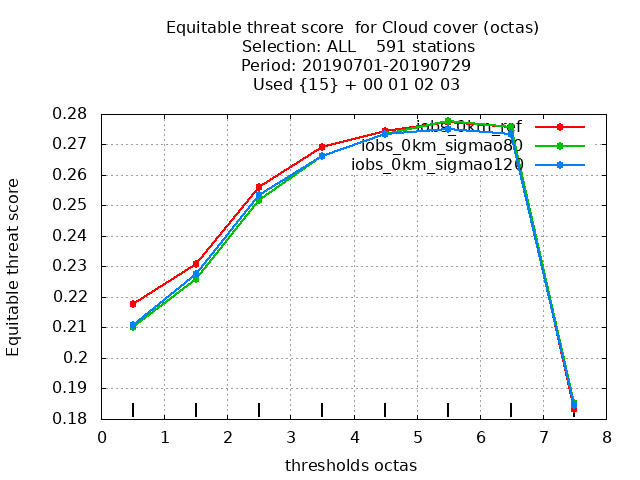 Equitable threat score  for Cloud cover (octas)
Selection: ALL    591 stations
Period: 20190701-20190729
Used {15} + 00 01 02 03
iobs_0km_ref
iobs_0km_sigmao80
iobs_0km_sigmao120
Equitable threat score
0.28
0.27
0.26
0.25
0.24
0.23
0.22
0.21
0.2
0.19
0.18
0 1 2 3 4 5 6 7 8
thresholds octas